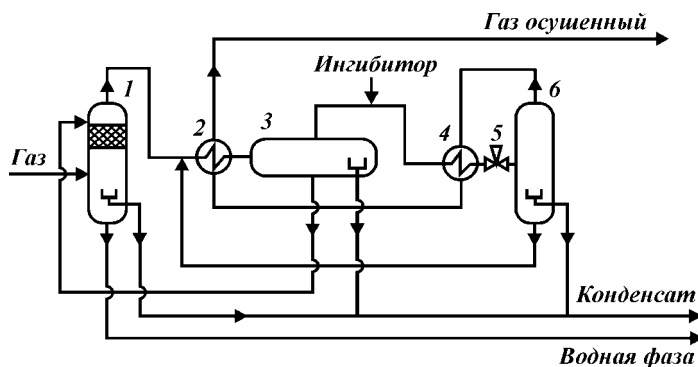 Газ осушенный
Ингибитор
1
2
3
4
5
6
Газ
Конденсат
Водная фаза